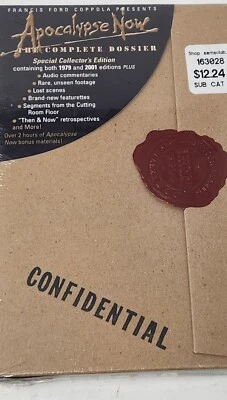 FRANCIS FORD COPPOLA PRESENTS
Apocalypse Now
THE COMPLETE DOSSIER
Special Collector's Edition
containing both 1979 and 2001 editions PLUS
• Audio commentaries
• Rare, unseen footage
• Lost scenes
• Brand-new featurettes
• Segments from the Cutting
Room Floor
• "Then & Now" retrospectives
and More!
Over 2 hours of Apocalypse
Now bonus materials!
163028
$12.24
SUB CAT
CONFIDENTIAL